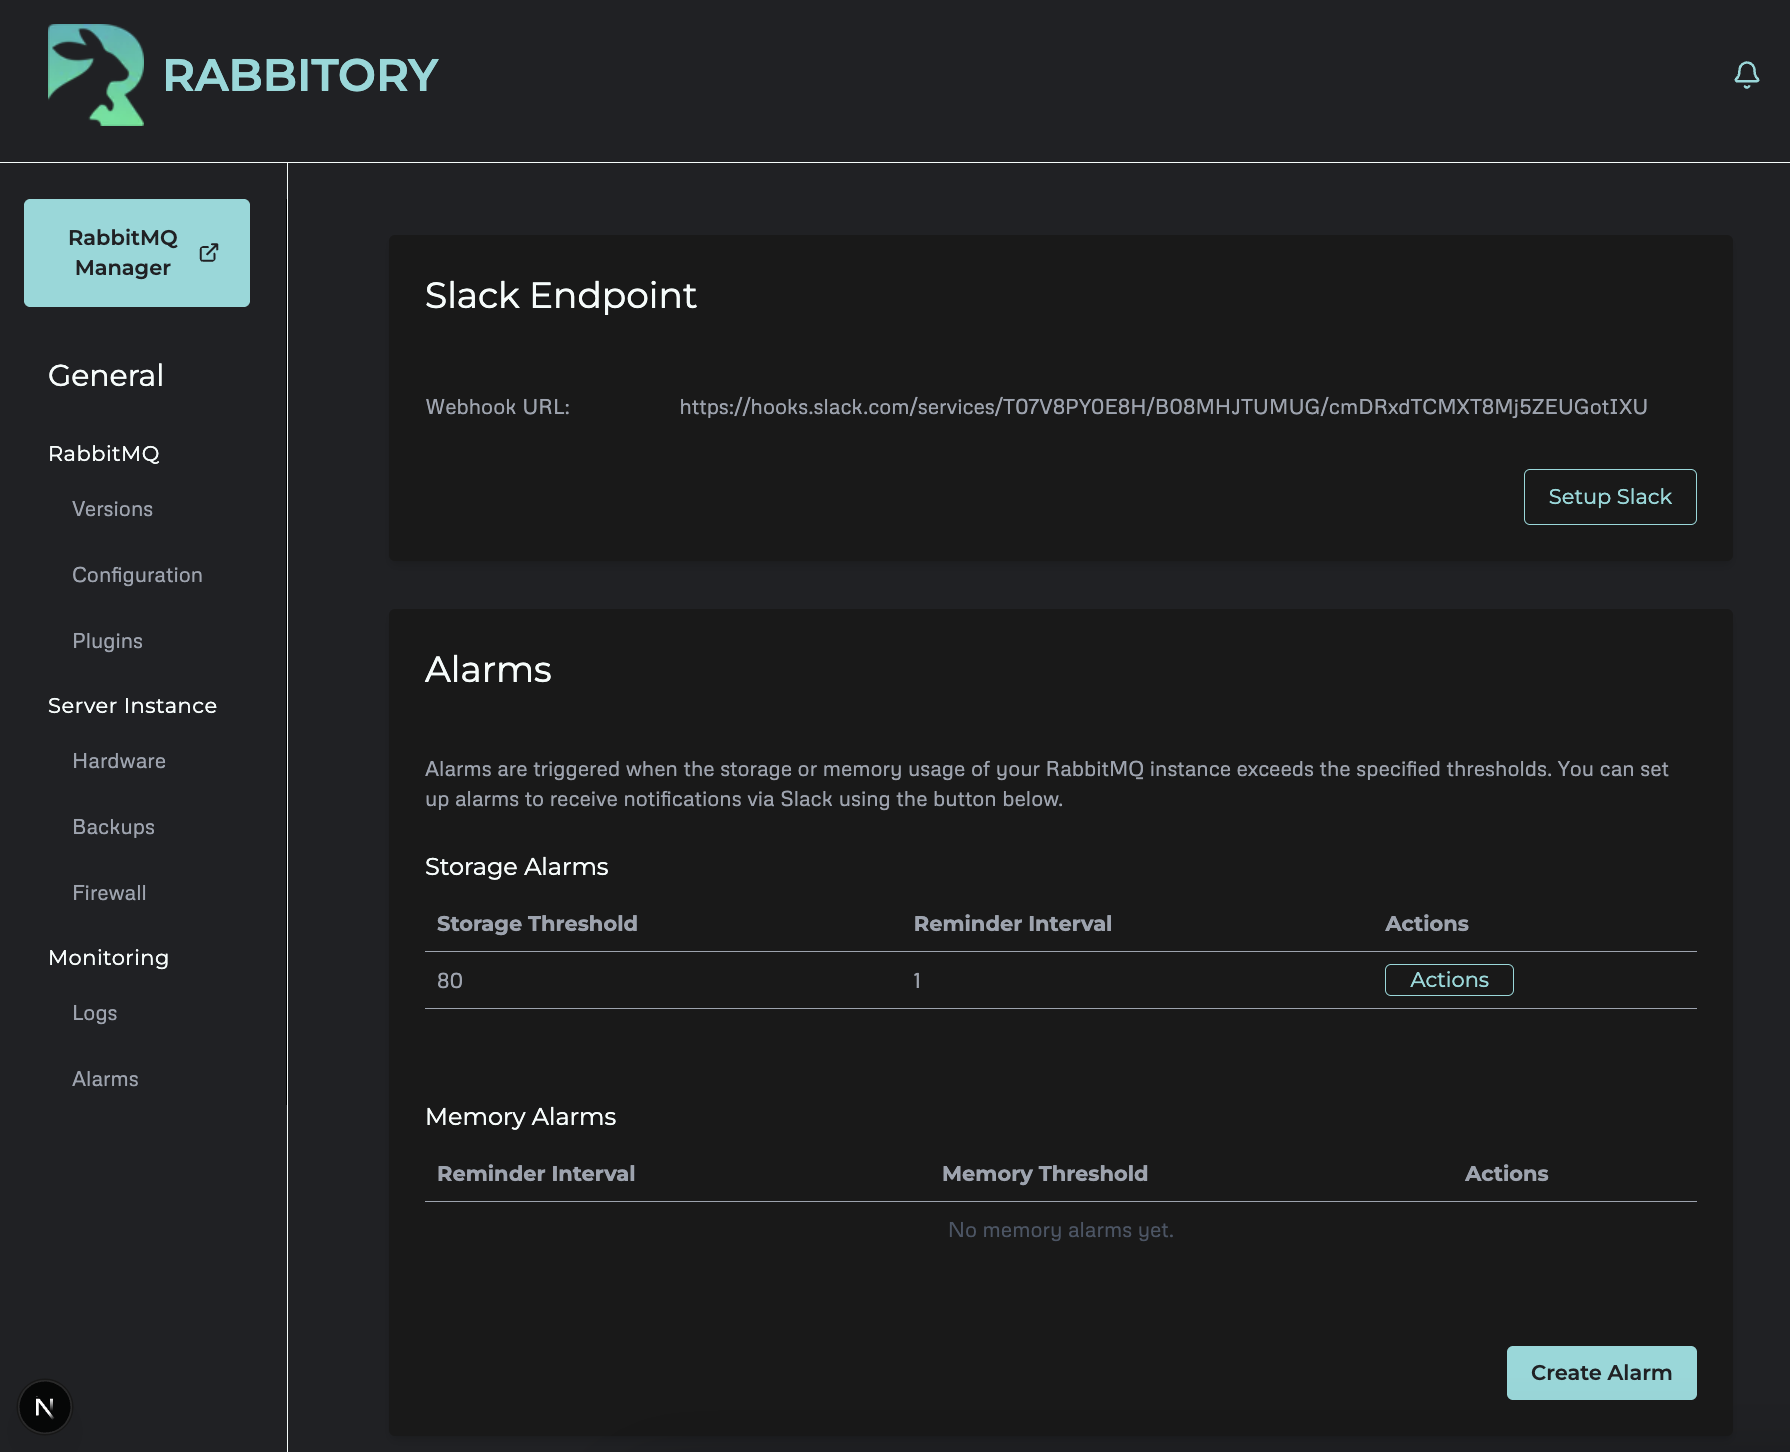 RABBITORY
RabbitMQ
Manager
General
RabbitMQ
Versions
Configuration
Plugins
Server Instance
Hardware
Backups
Firewall
Monitoring
Logs
Alarms
N
Slack Endpoint
Webhook URL: https://hooks.slack.com/services/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
Setup Slack
Alarms
Alarms are triggered when the storage or memory usage of your RabbitMQ instance exceeds the specified thresholds. You can set
up alarms to receive notifications via Slack using the button below.
Storage Alarms
Storage Threshold Reminder Interval Actions
80 1 Actions
Memory Alarms
Reminder Interval Memory Threshold Actions
No memory alarms yet.
Create Alarm